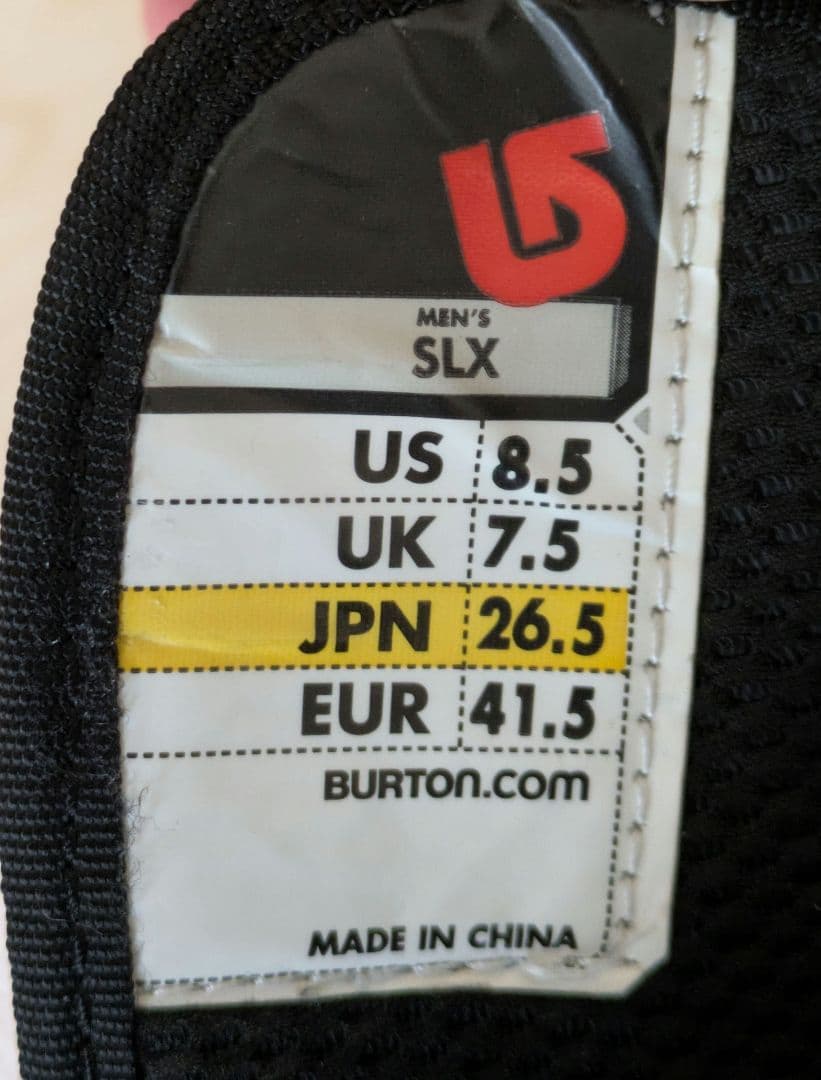 MEN'S
SLX
US 8.5
UK 7.5
JPN 26.5
EUR 41.5
BURTON.COM
MADE IN CHINA